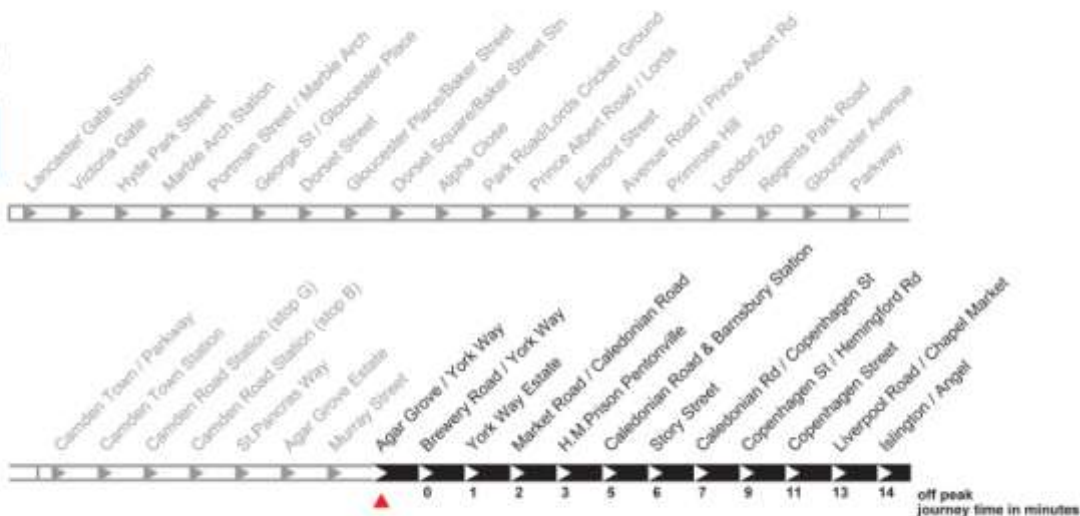 Lancaster Gate Station
Victoria Gate
Hyde Park Street
Marble Arch Station
Portman Street / Marble Arch
George St / Gloucester Place
Dorset Street
Gloucester Place/Baker Street
Dorset Square/Baker Street Stn
Alpha Close
Park Road/Lords Cricket Ground
Prince Albert Road / Lords
Eamont Street
Avenue Road / Prince Albert Rd
Primrose Hill
London Zoo
Regents Park Road
Gloucester Avenue
Parkway
Camden Town / Parkway
Camden Town Station
Camden Road Station (stop G)
Camden Road Station (stop B)
St.Pancras Way
Agar Grove Estate
Murray Street
Agar Grove / York Way
Brewery Road / York Way
York Way Estate
Market Road / Caledonian Road
H.M.Prison Pentonville
Caledonian Road & Barnsbury Station
Story Street
Caledonian Rd / Copenhagen St
Copenhagen St / Hemingford Rd
Copenhagen Street
Liverpool Road / Chapel Market
Islington / Angel
0 1 2 3 5 6 7 9 11 13 14
off peak
journey time in minutes